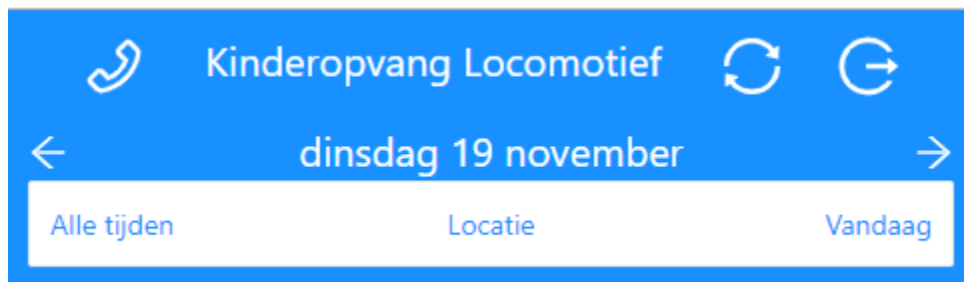 Kinderopvang Locomotief
dinsdag 19 november
Alle tijden Locatie Vandaag